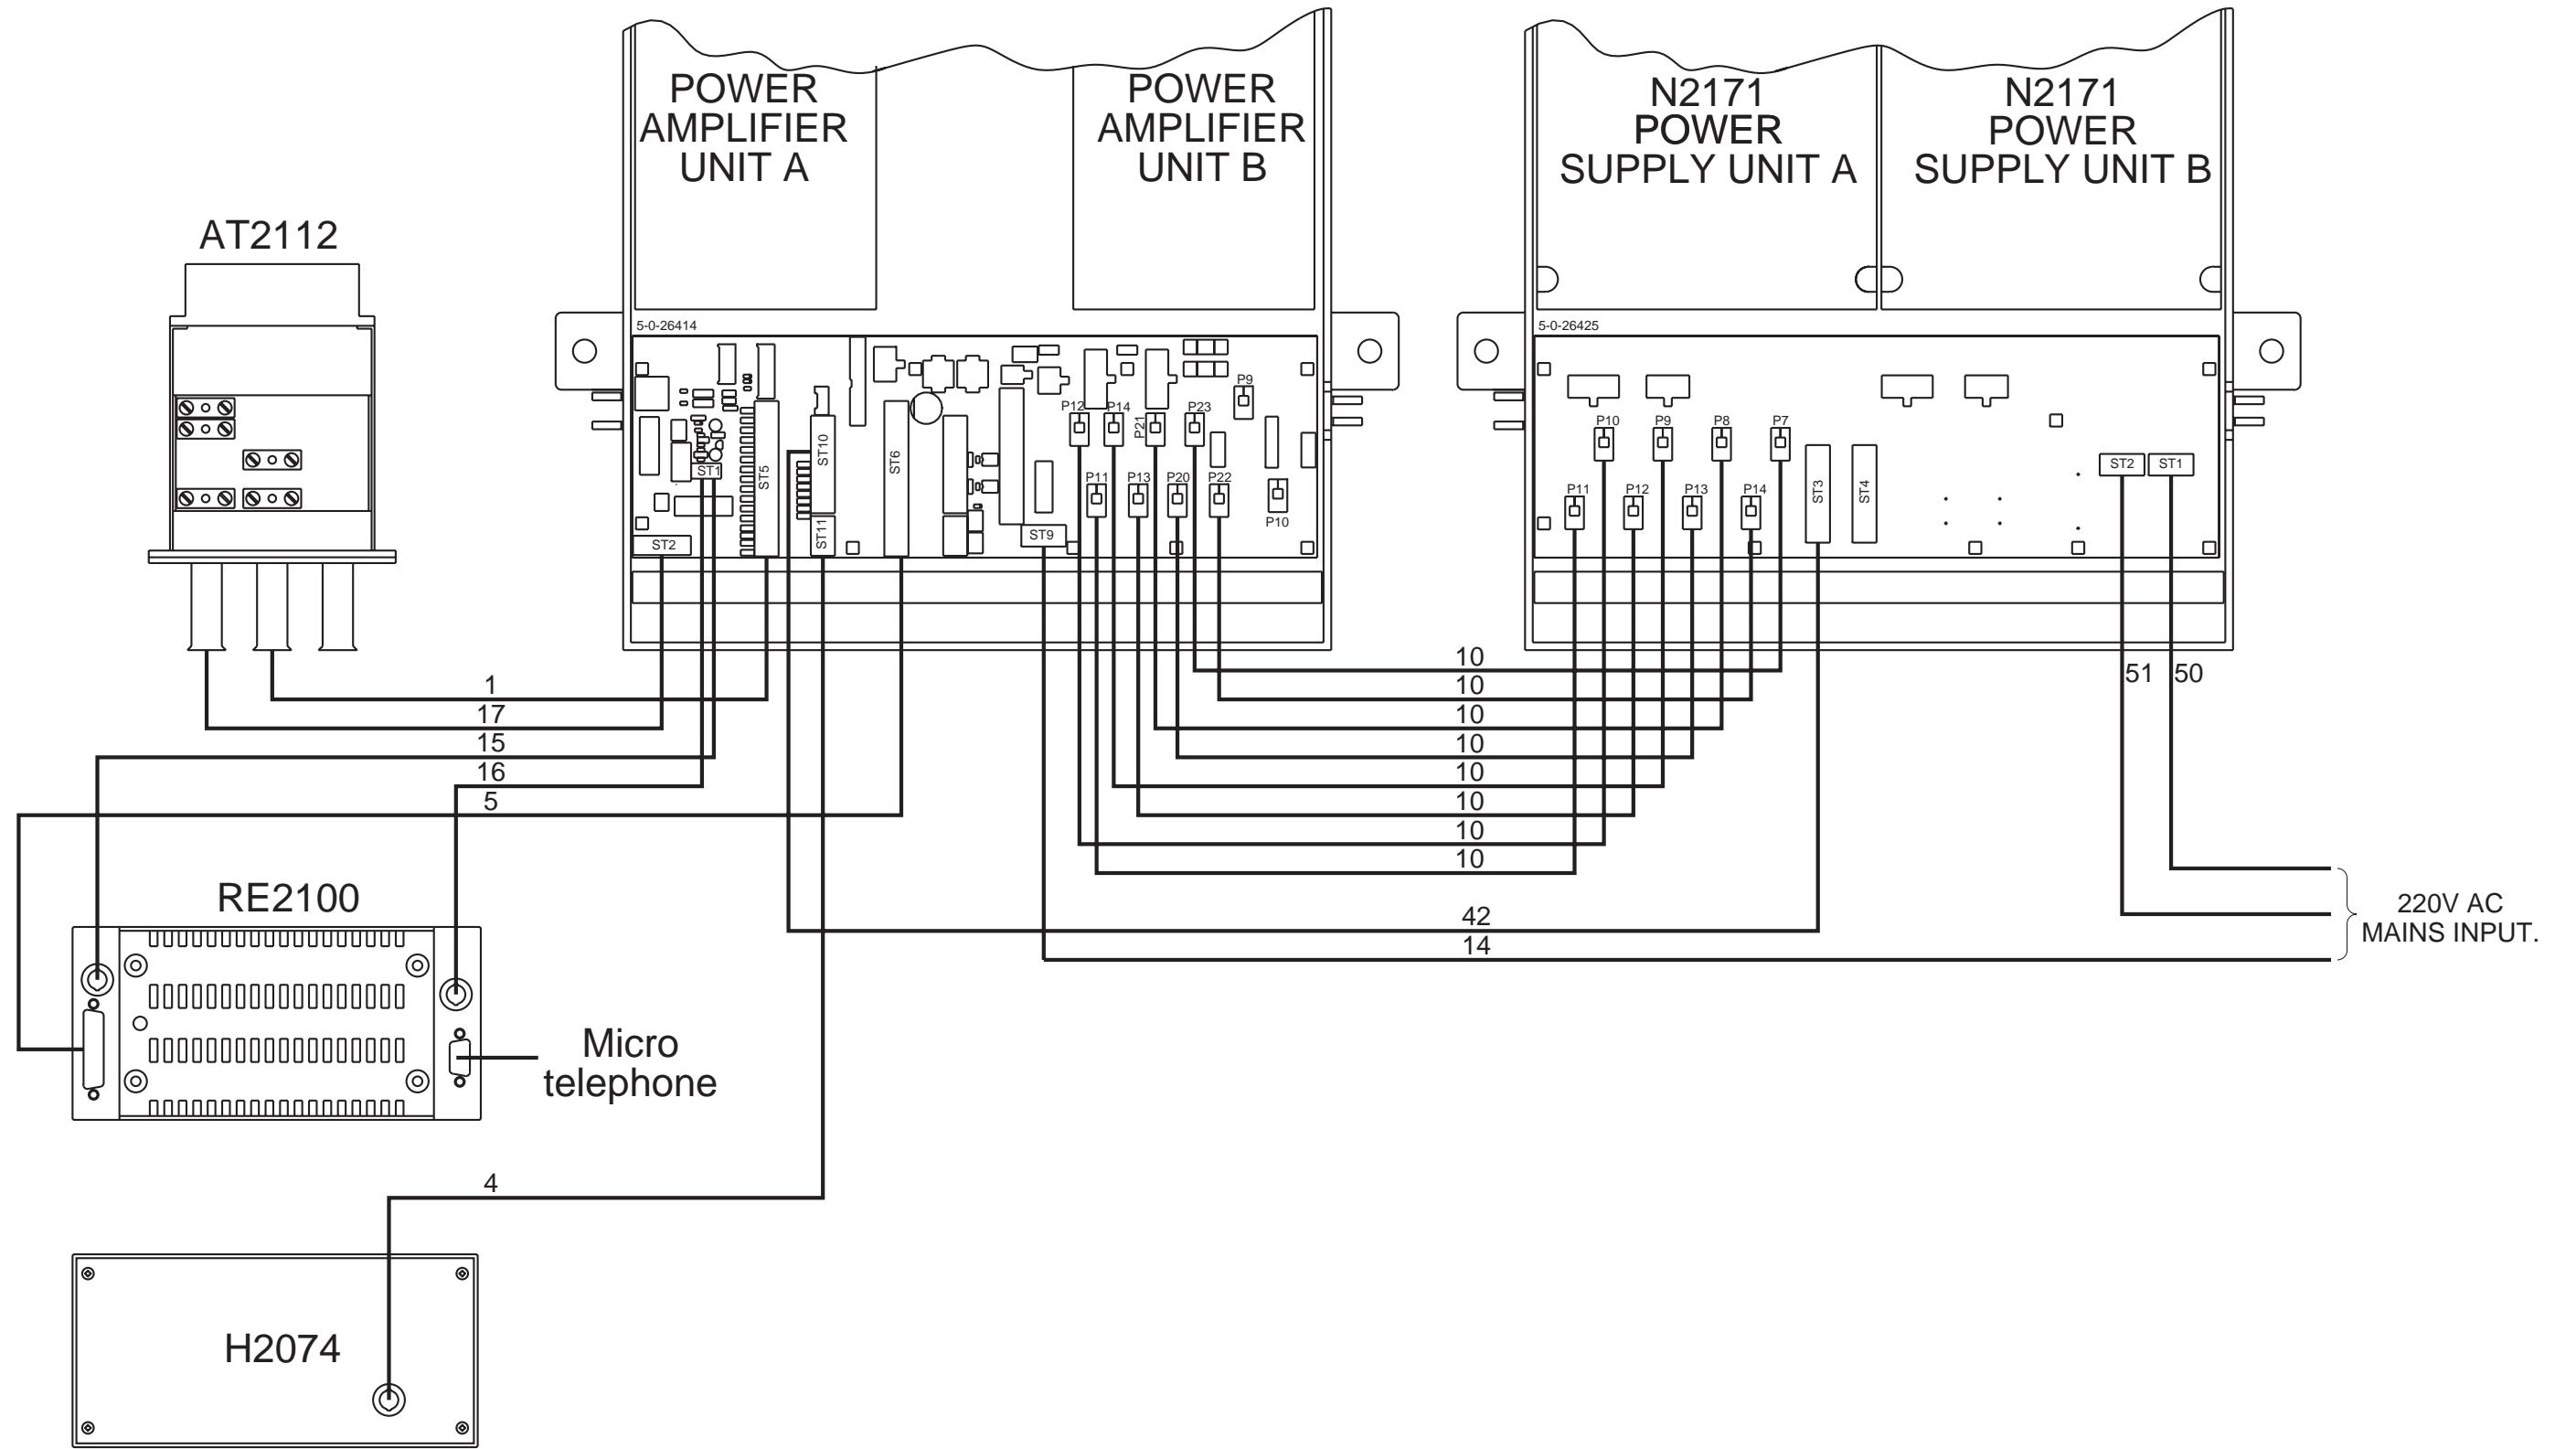 POWER
AMPLIFIER
UNIT A
POWER
AMPLIFIER
UNIT B
N2171
POWER
SUPPLY UNIT A
N2171
POWER
SUPPLY UNIT B
AT2112
5-0-26414
5-0-26425
P9
P12
P14
P21
P23
P10
P9
P8
P7
ST1
ST5
ST10
ST6
P11
P13
P20
P22
P10
P11
P12
P13
P14
ST3
ST4
ST2
ST1
ST2
ST11
ST9
10
51
50
1
10
17
10
15
10
16
10
5
10
10
10
RE2100
42
14
220V AC
MAINS INPUT.
Micro
telephone
4
H2074